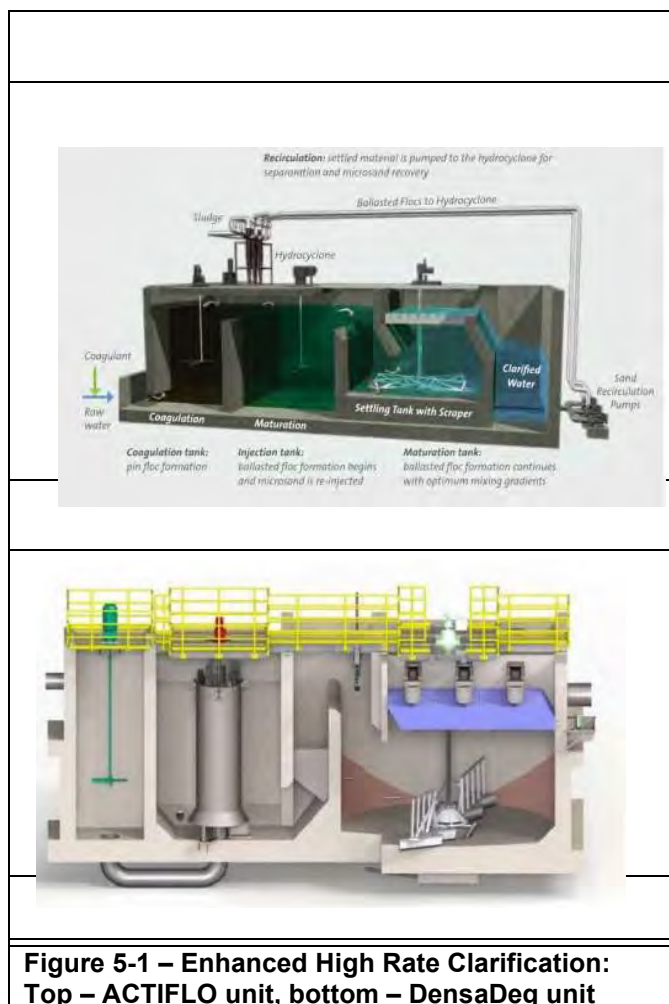 Recirculation: settled material is pumped to the hydrocyclone for
separantion and microsand recovery
Ballasted Flocs to Hydrocyclone
Sludge
Hydrocyclone
Coagulant
Raw
water
Coagulation
Maturation
Settling Tank with Scraper
Clarified
Water
Sand
Recirculation
Pumps
Coagulation tank:
pin floc formation
Injection tank:
ballasted floc formation begins
and microsand is re-injected
Maturation tank:
ballasted floc formation continues
with optimum mixing gradients
Figure 5-1 – Enhanced High Rate Clarification:
Top – ACTIFLO unit, bottom – DensaDeg unit